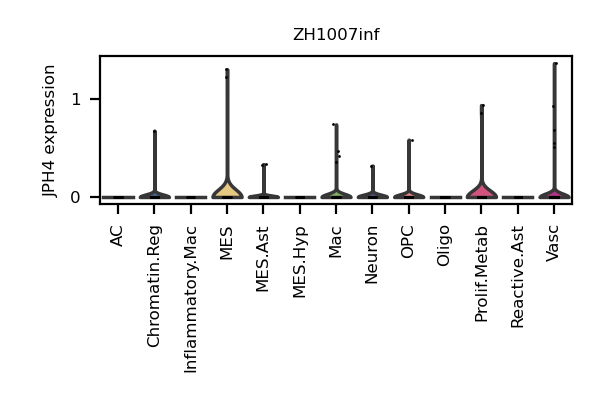 ZH1007inf
JPH4 expression
1
0
AC
Chromatin.Reg
Inflammatory.Mac
MES
MES.Ast
MES.Hyp
Mac
Neuron
OPC
Oligo
Prolif.Metab
Reactive.Ast
Vasc